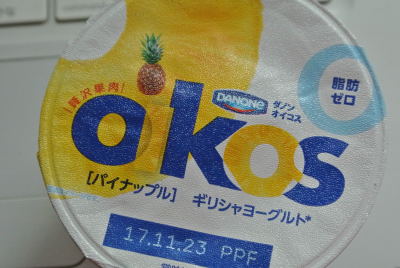 贅沢果肉
DANONE
ダノン
オイコス
脂肪
ゼロ
oikos
[パイナップル] ギリシャヨーグルト*
17.11.23 PPF